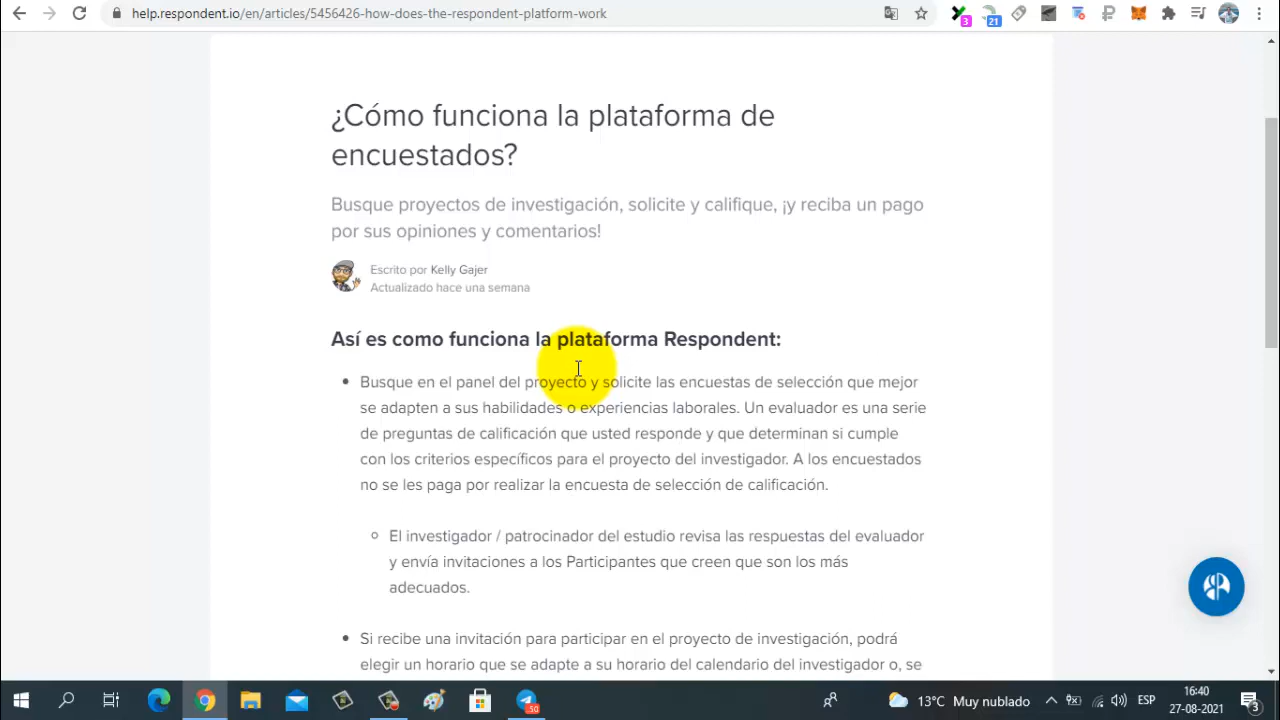 help.respondent.io/en/articles/5456426-how-does-the-respondent-platform-work
3
21
¿Cómo funciona la plataforma de
encuestados?
Busque proyectos de investigación, solicite y califique, ¡y reciba un pago
por sus opiniones y comentarios!
Escrito por Kelly Gajer
Actualizado hace una semana
Así es como funciona la plataforma Respondent:
Busque en el panel del proyecto y solicite las encuestas de selección que mejor
se adapten a sus habilidades o experiencias laborales. Un evaluador es una serie
de preguntas de calificación que usted responde y que determinan si cumple
con los criterios específicos para el proyecto del investigador. A los encuestados
no se les paga por realizar la encuesta de selección de calificación.
El investigador / patrocinador del estudio revisa las respuestas del evaluador
y envía invitaciones a los Participantes que creen que son los más
adecuados.
Si recibe una invitación para participar en el proyecto de investigación, podrá
elegir un horario que se adapte a su horario del calendario del investigador o, se
50
13°C Muy nublado
ESP
16:40
27-08-2021
3